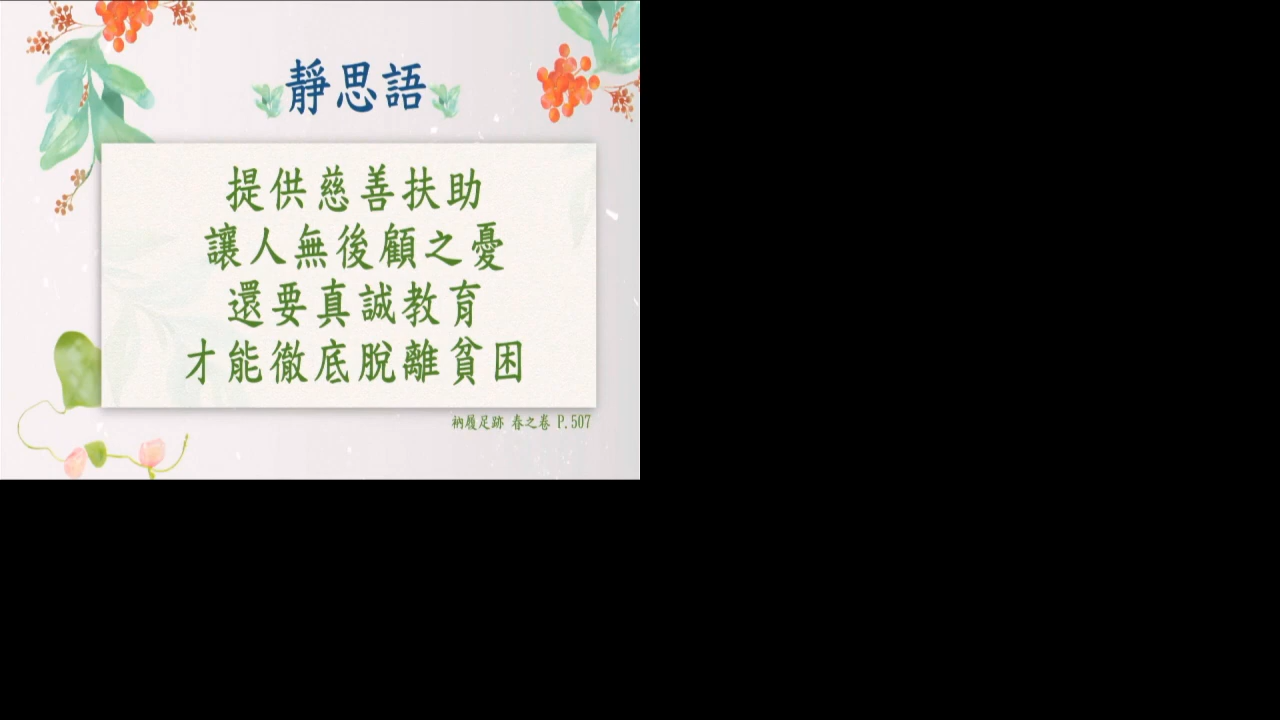 靜思語
提供慈善扶助
讓人無後顧之憂
還要真誠教育
才能徹底脫離貧困
衲履足跡 春之卷 P.507